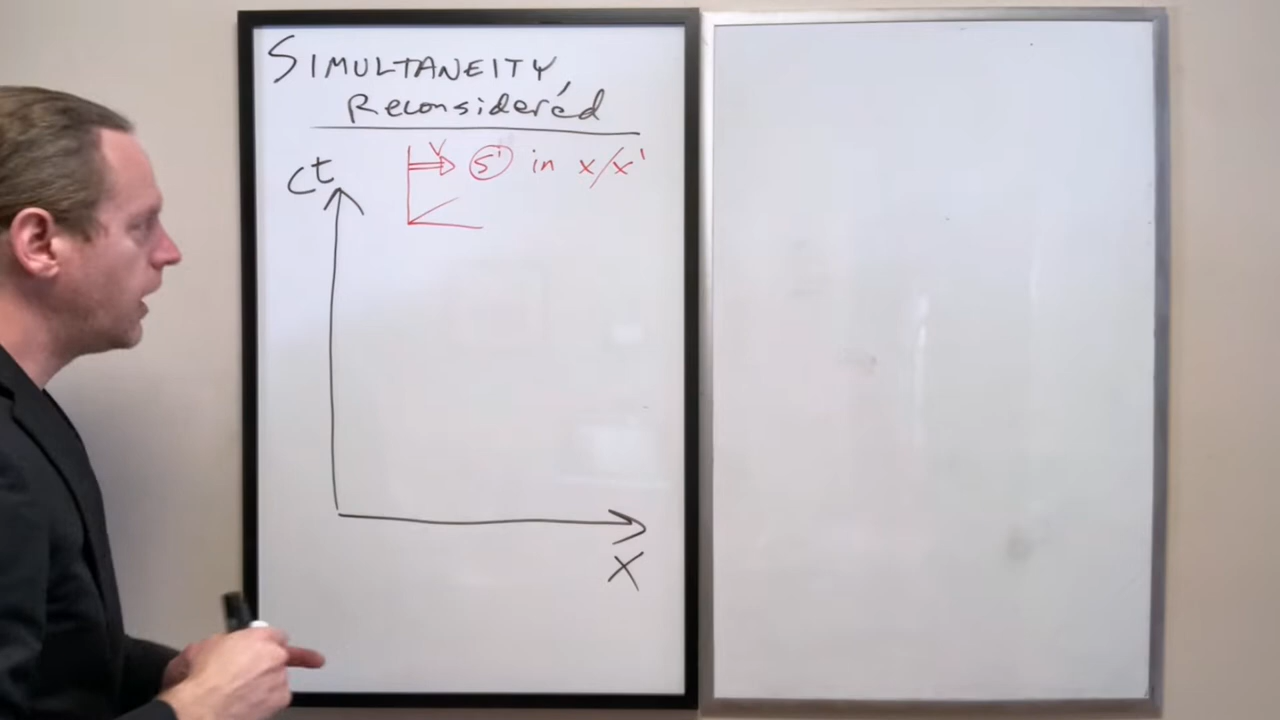 SIMULTANEITY,
Reconsidered
V S' in x/x'
ct
X